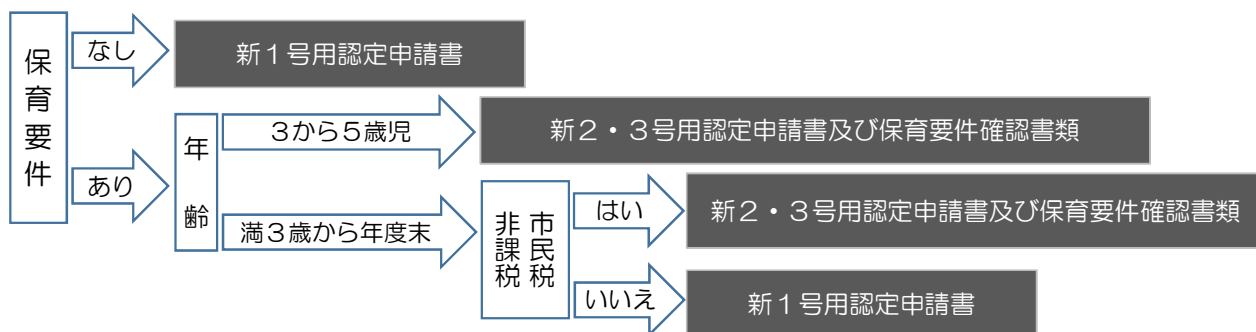 保育要件
なし
新１号用認定申請書
あり
年齢
３から５歳児
新２・３号用認定申請書及び保育要件確認書類
満３歳から年度末
市民税
非課税
はい
新２・３号用認定申請書及び保育要件確認書類
いいえ
新１号用認定申請書